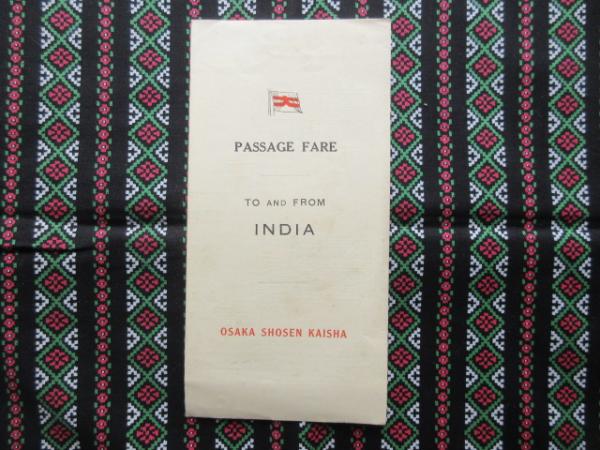 PASSAGE FARE
TO AND FROM
INDIA
OSAKA SHOSEN KAISHA